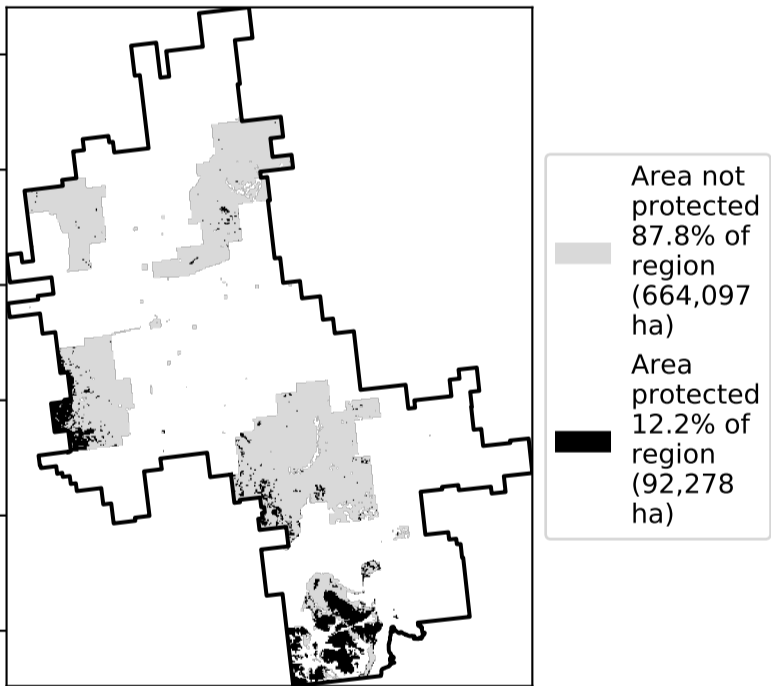 Area not
protected
87.8% of
region
(664,097
ha)
Area
protected
12.2% of
region
(92,278
ha)